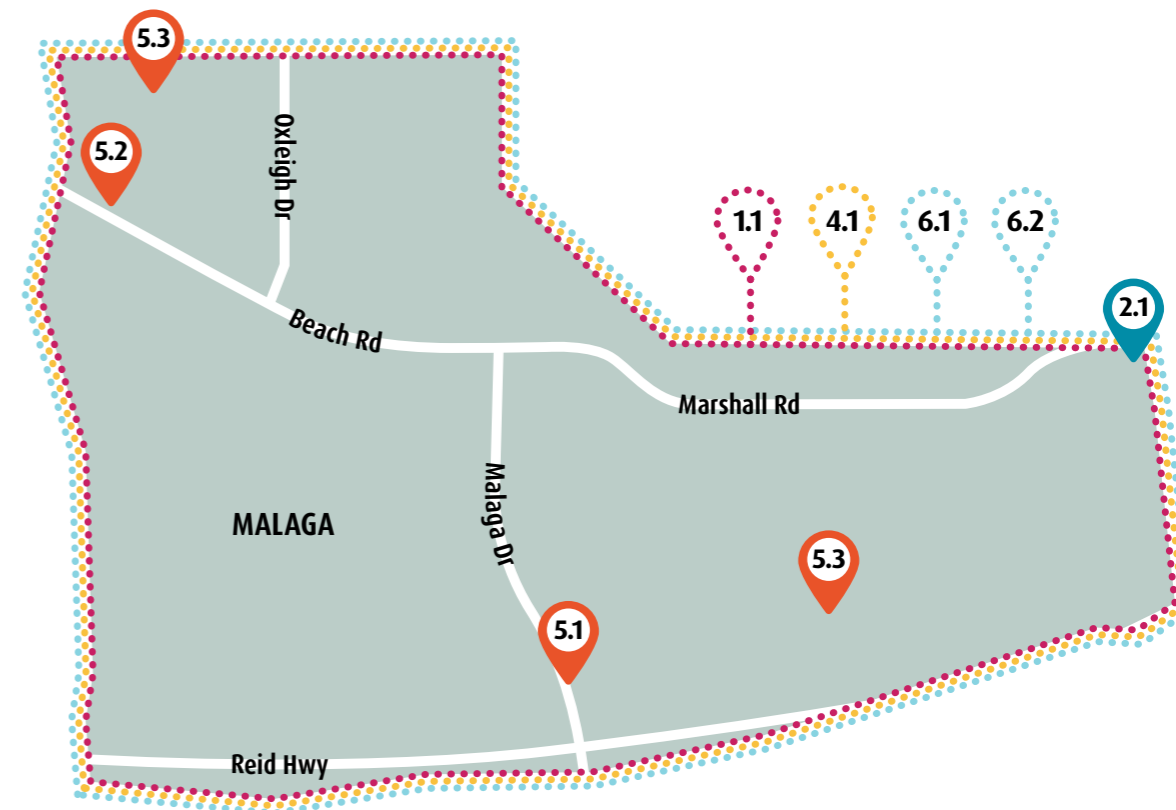 5.3
5.2
Oxleigh Dr
1.1
4.1
6.1
6.2
2.1
Beach Rd
Marshall Rd
Malaga Dr
MALAGA
5.3
5.1
Reid Hwy